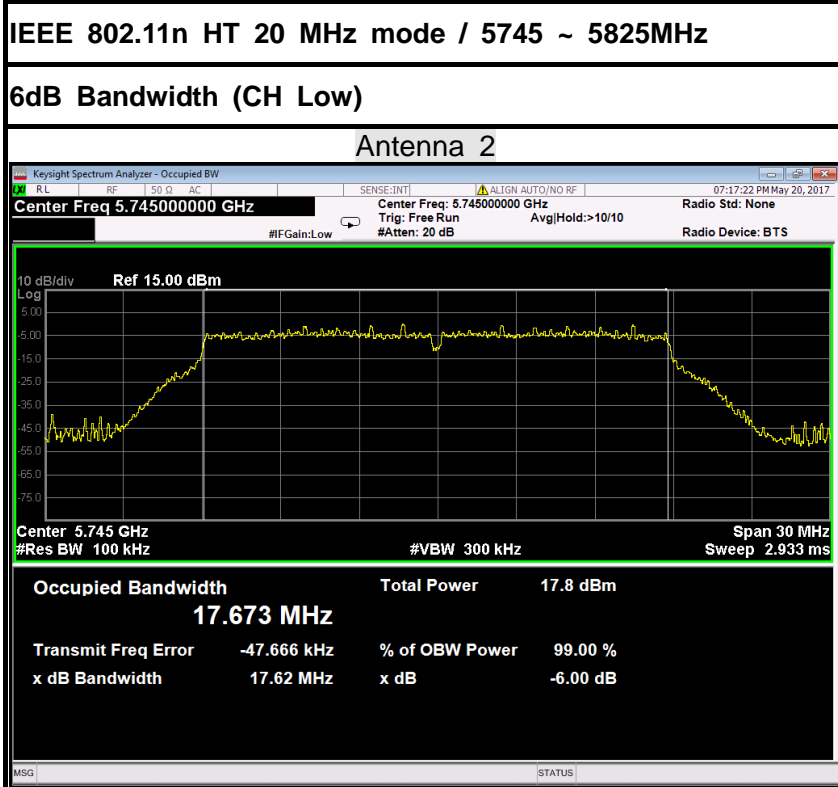 IEEE 802.11n HT 20 MHz mode / 5745 ~ 5825MHz
6dB Bandwidth (CH Low)
Antenna 2
Keysight Spectrum Analyzer - Occupied BW
LXI RL RF 50 Ω AC SENSE:INT ALIGN AUTO/NO RF 07:17:22 PM May 20, 2017
Center Freq 5.745000000 GHz Center Freq: 5.745000000 GHz Radio Std: None
Trig: Free Run Avg|Hold:>10/10
#IFGain:Low #Atten: 20 dB Radio Device: BTS
10 dB/div Ref 15.00 dBm
Log
5.00
-5.00
-15.0
-25.0
-35.0
-45.0
-55.0
-65.0
-75.0
Center 5.745 GHz Span 30 MHz
#Res BW 100 kHz #VBW 300 kHz Sweep 2.933 ms
Occupied Bandwidth Total Power 17.8 dBm
17.673 MHz
Transmit Freq Error -47.666 kHz % of OBW Power 99.00 %
x dB Bandwidth 17.62 MHz x dB -6.00 dB
MSG STATUS